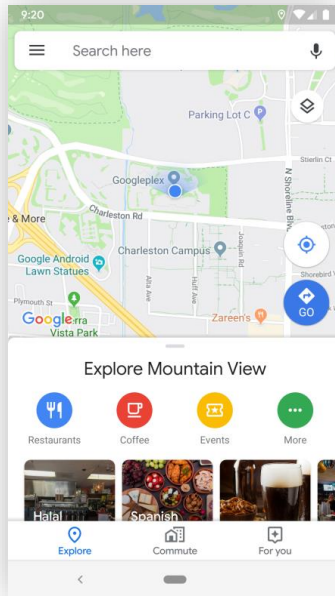 9:20
Search here
Parking Lot C
Stierlin Ct
Googleplex
N Shoreline Blv
& More
Charleston Rd
Google Android
Lawn Statues
Charleston Campus
Joaquin Rd
Alta Ave
Huff Ave
Shorebird
Plymouth St
GO
Google
rra
Vista Park
Zareen's
Explore Mountain View
Restaurants
Coffee
Events
More
Halal
Spanish
Explore
Commute
For you